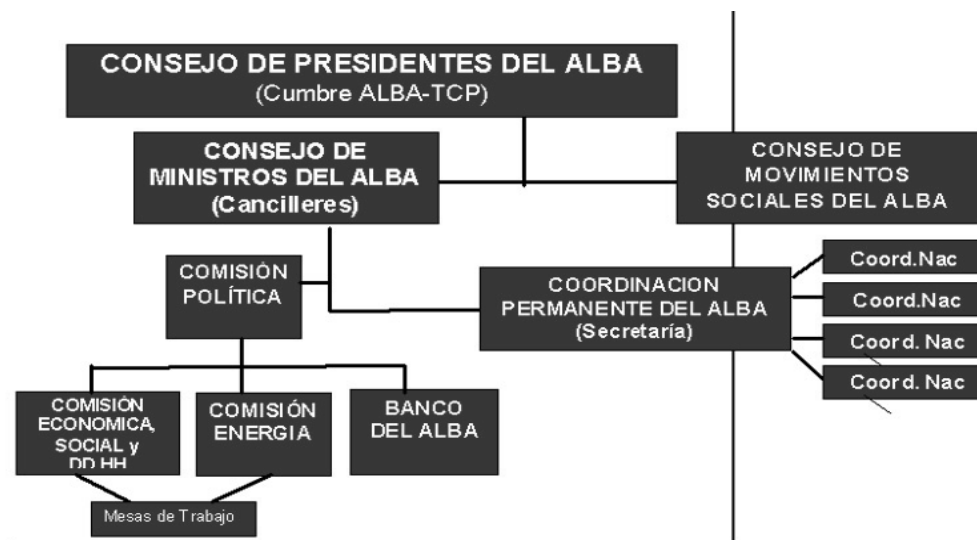 CONSEJO DE PRESIDENTES DEL ALBA
(Cumbre ALBA-TCP)
CONSEJO DE
MINISTROS DEL ALBA
(Cancilleres)
CONSEJO DE
MOVIMIENTOS
SOCIALES DEL ALBA
COMISIÓN
POLÍTICA
COORDINACION
PERMANENTE DEL ALBA
(Secretaría)
Coord.Nac
Coord.Nac
Coord. Nac
Coord. Nac
COMISIÓN
ECONOMICA,
SOCIAL y
DD.HH
COMISIÓN
ENERGIA
BANCO
DEL ALBA
Mesas de Trabajo